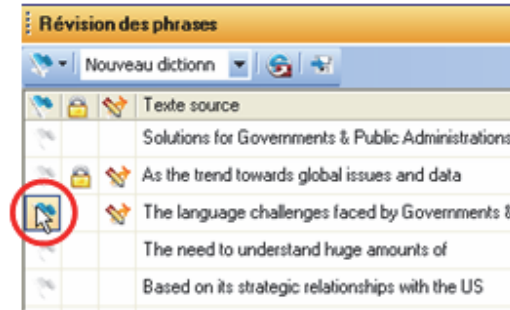 Révision des phrases
Nouveau dictionn
Texte source
Solutions for Governments & Public Administrations
As the trend towards global issues and data
The language challenges faced by Governments &
The need to understand huge amounts of
Based on its strategic relationships with the US